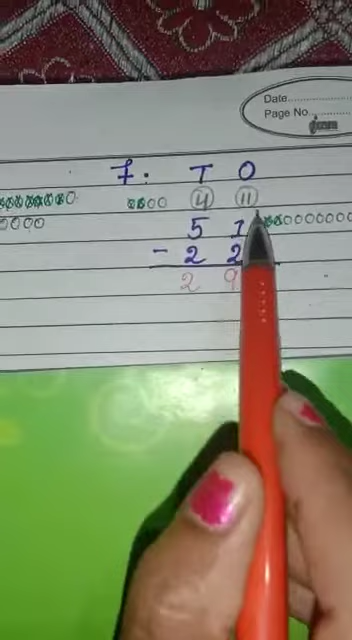 Date..................
Page No.
7. T O
4 11
5 1
- 2 2
2 9